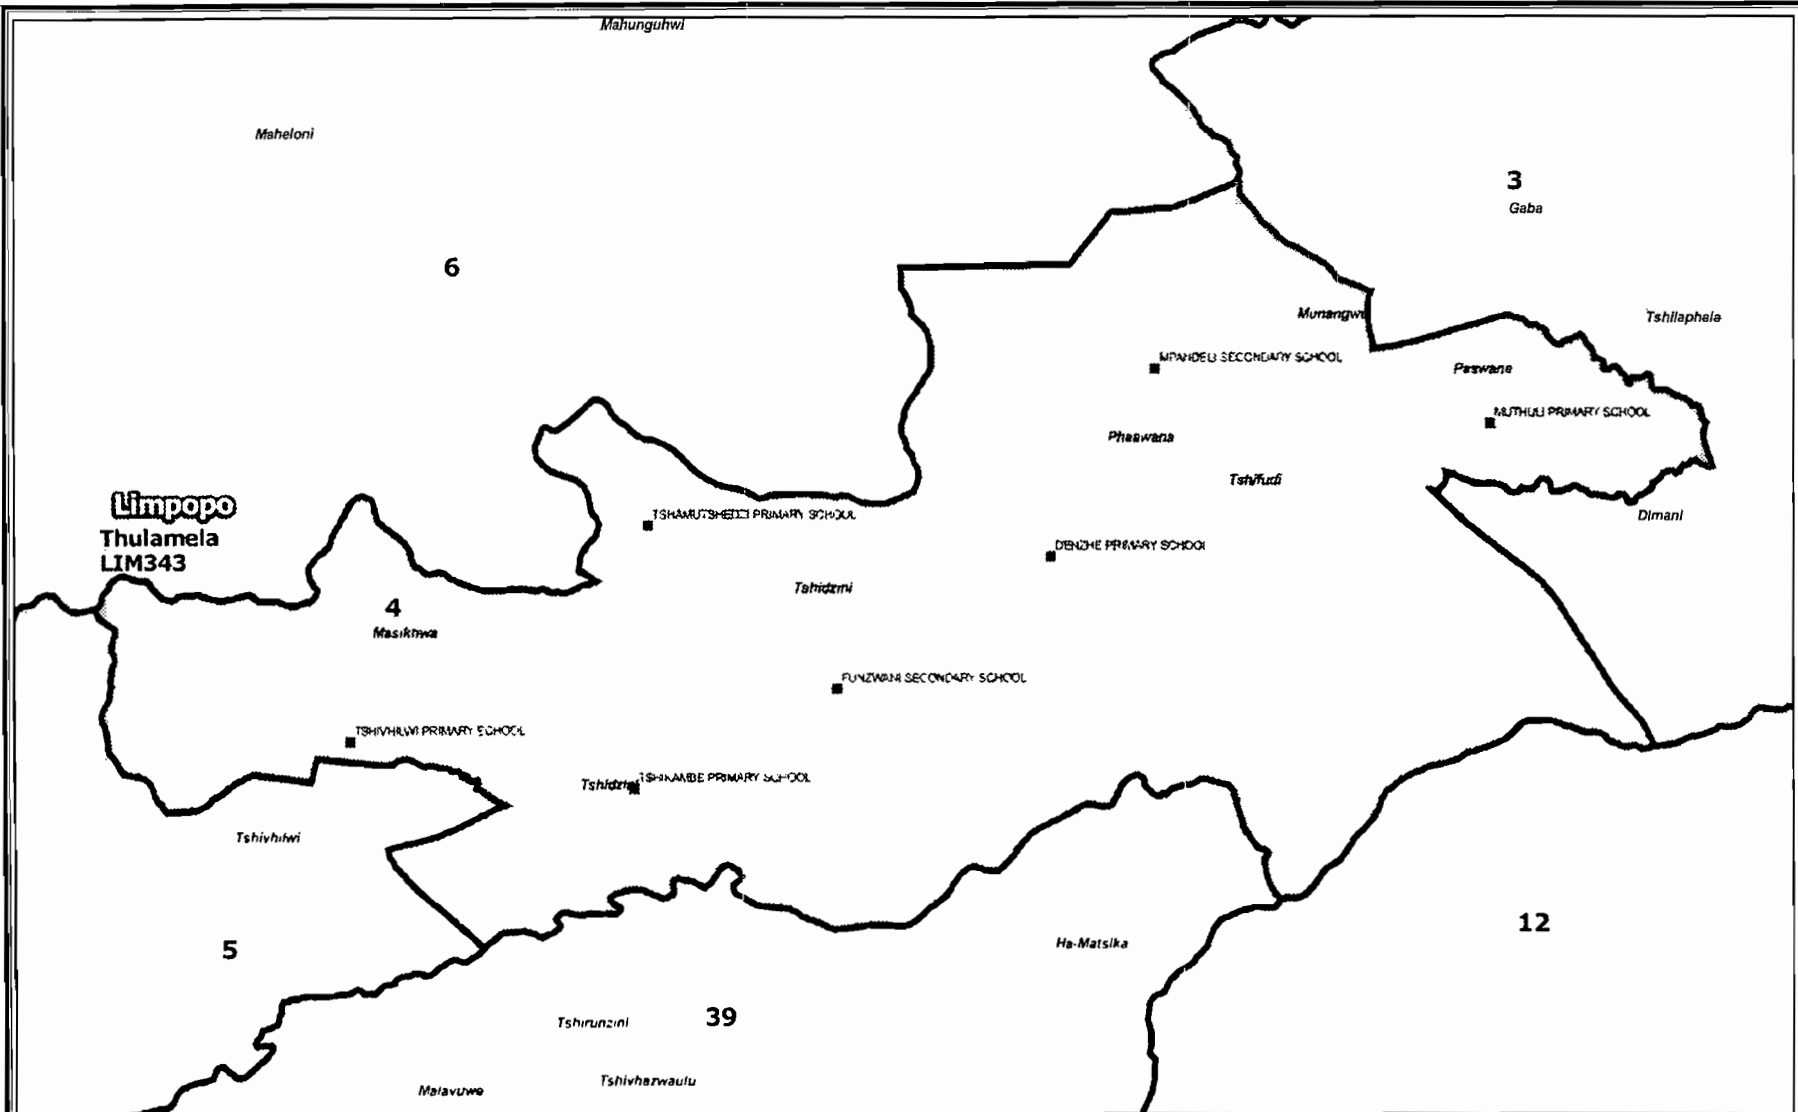 Mahunguhwi
Maheloni
3
Gaba
6
Munangwe
Tshilaphala
MPANDELI SECONDARY SCHOOL
Paswane
MUTHULI PRIMARY SCHOOL
Phaswana
Tshifudi
Limpopo
Thulamela
LIM343
TSHAMUTSHEDZI PRIMARY SCHOOL
Dimani
DENZHE PRIMARY SCHOOL
Tshidzini
4
Masikhwa
FUNZWANI SECONDARY SCHOOL
TSHIVHILWI PRIMARY SCHOOL
Tshidzini
TSHIKAMBE PRIMARY SCHOOL
Tshivhilwi
12
Ha-Matsika
5
39
Tshirunzini
Tshivhazwaulu
Malavuwe